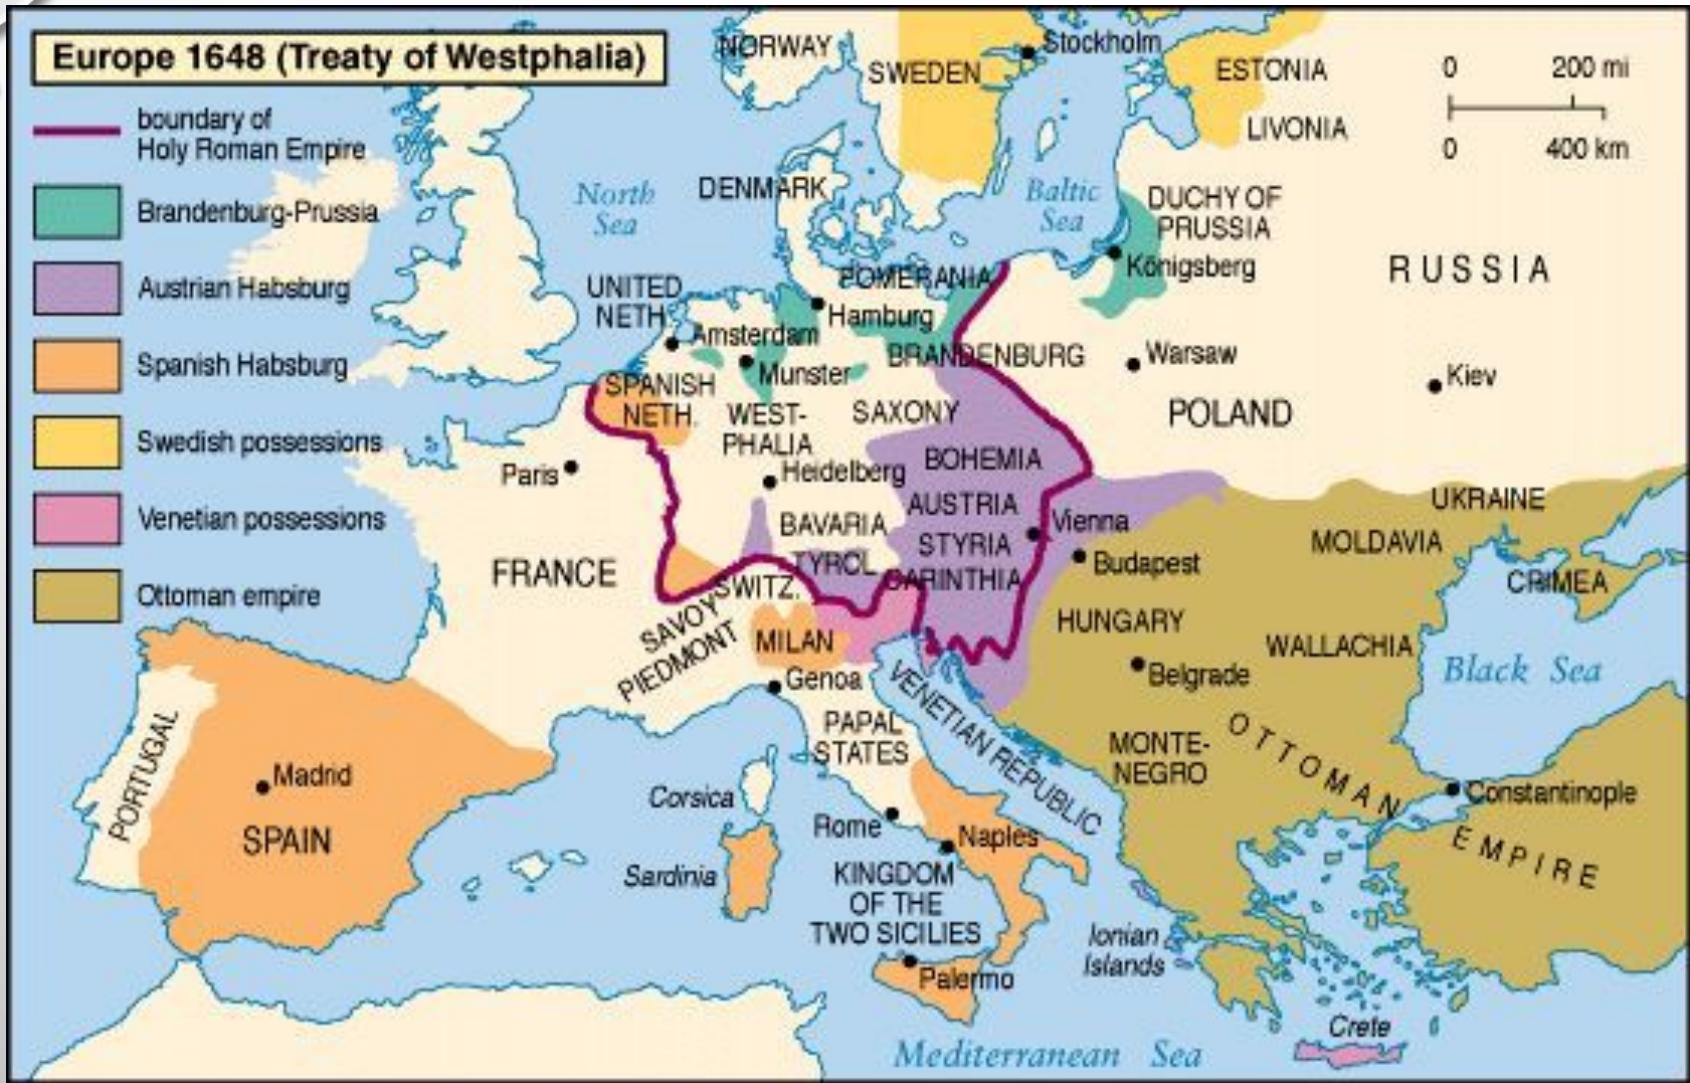 Europe 1648 (Treaty of Westphalia)
boundary of
Holy Roman Empire
Brandenburg-Prussia
Austrian Habsburg
Spanish Habsburg
Swedish possessions
Venetian possessions
Ottoman empire
0 200 mi
0 400 km
NORWAY
SWEDEN
Stockholm
ESTONIA
LIVONIA
North
Sea
DENMARK
Baltic
Sea
DUCHY OF
PRUSSIA
Königsberg
RUSSIA
UNITED
NETH.
POMERANIA
Hamburg
Amsterdam
BRANDENBURG
Warsaw
Kiev
Munster
SPANISH
NETH.
WEST-
PHALIA
SAXONY
POLAND
Paris
Heidelberg
BOHEMIA
AUSTRIA
BAVARIA
Vienna
STYRIA
TYROL
CARINTHIA
Budapest
UKRAINE
MOLDAVIA
CRIMEA
FRANCE
SWITZ.
SAVOY
PIEDMONT
MILAN
HUNGARY
WALLACHIA
Black Sea
Genoa
Belgrade
VENETIAN REPUBLIC
PAPAL
STATES
MONTE-
NEGRO
OTTOMAN
EMPIRE
Constantinople
PORTUGAL
Madrid
SPAIN
Corsica
Sardinia
Rome
Naples
KINGDOM
OF THE
TWO SICILIES
Palermo
Ionian
Islands
Crete
Mediterranean Sea